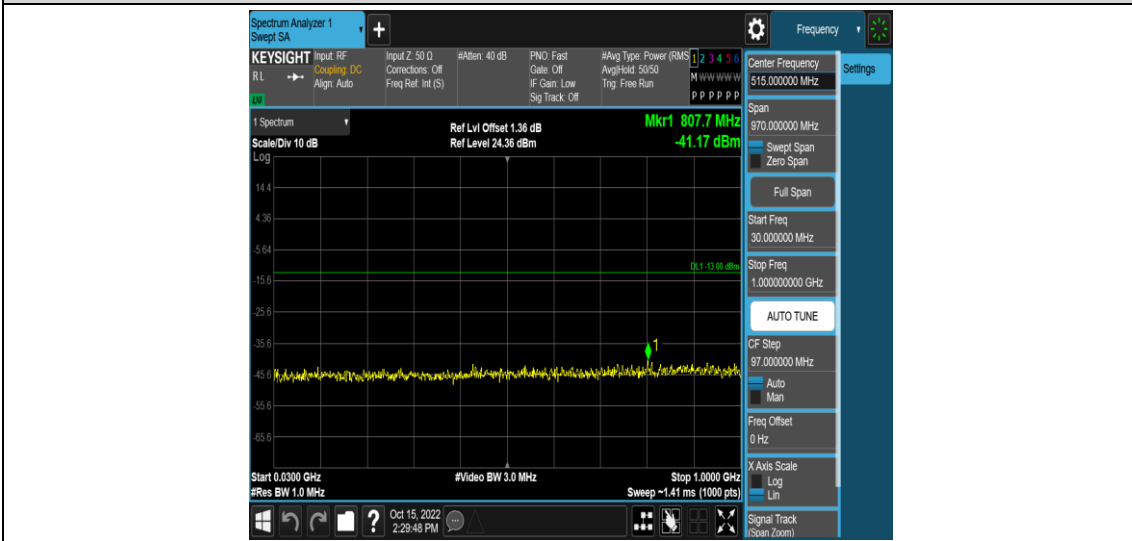 Spectrum Analyzer 1
Swept SA
+
Frequency
KEYSIGHT
R L
Input: RF
Coupling: DC
Align: Auto
Input Z: 50 Ω
Corrections: Off
Freq Ref: Int (S)
#Atten: 40 dB
PNO: Fast
Gate: Off
IF Gain: Low
Sig Track: Off
#Avg Type: Power (RMS
Avg|Hold: 50/50
Trig: Free Run
1 2 3 4 5 6
M W W W W W
P P P P P P
1 Spectrum
Scale/Div 10 dB
Log
Ref Lvl Offset 1.36 dB
Ref Level 24.36 dBm
Mkr1 807.7 MHz
-41.17 dBm
14.4
4.36
-5.64
DL1 -13.00 dBm
-15.6
-25.6
-35.6
1
-45.6
-55.6
-65.6
Start 0.0300 GHz
#Res BW 1.0 MHz
#Video BW 3.0 MHz
Stop 1.0000 GHz
Sweep ~1.41 ms (1000 pts)
?
Oct 15, 2022
2:29:48 PM
Center Frequency
515.000000 MHz
Settings
Span
970.000000 MHz
Swept Span
Zero Span
Full Span
Start Freq
30.000000 MHz
Stop Freq
1.000000000 GHz
AUTO TUNE
CF Step
97.000000 MHz
Auto
Man
Freq Offset
0 Hz
X Axis Scale
Log
Lin
Signal Track
(Span Zoom)